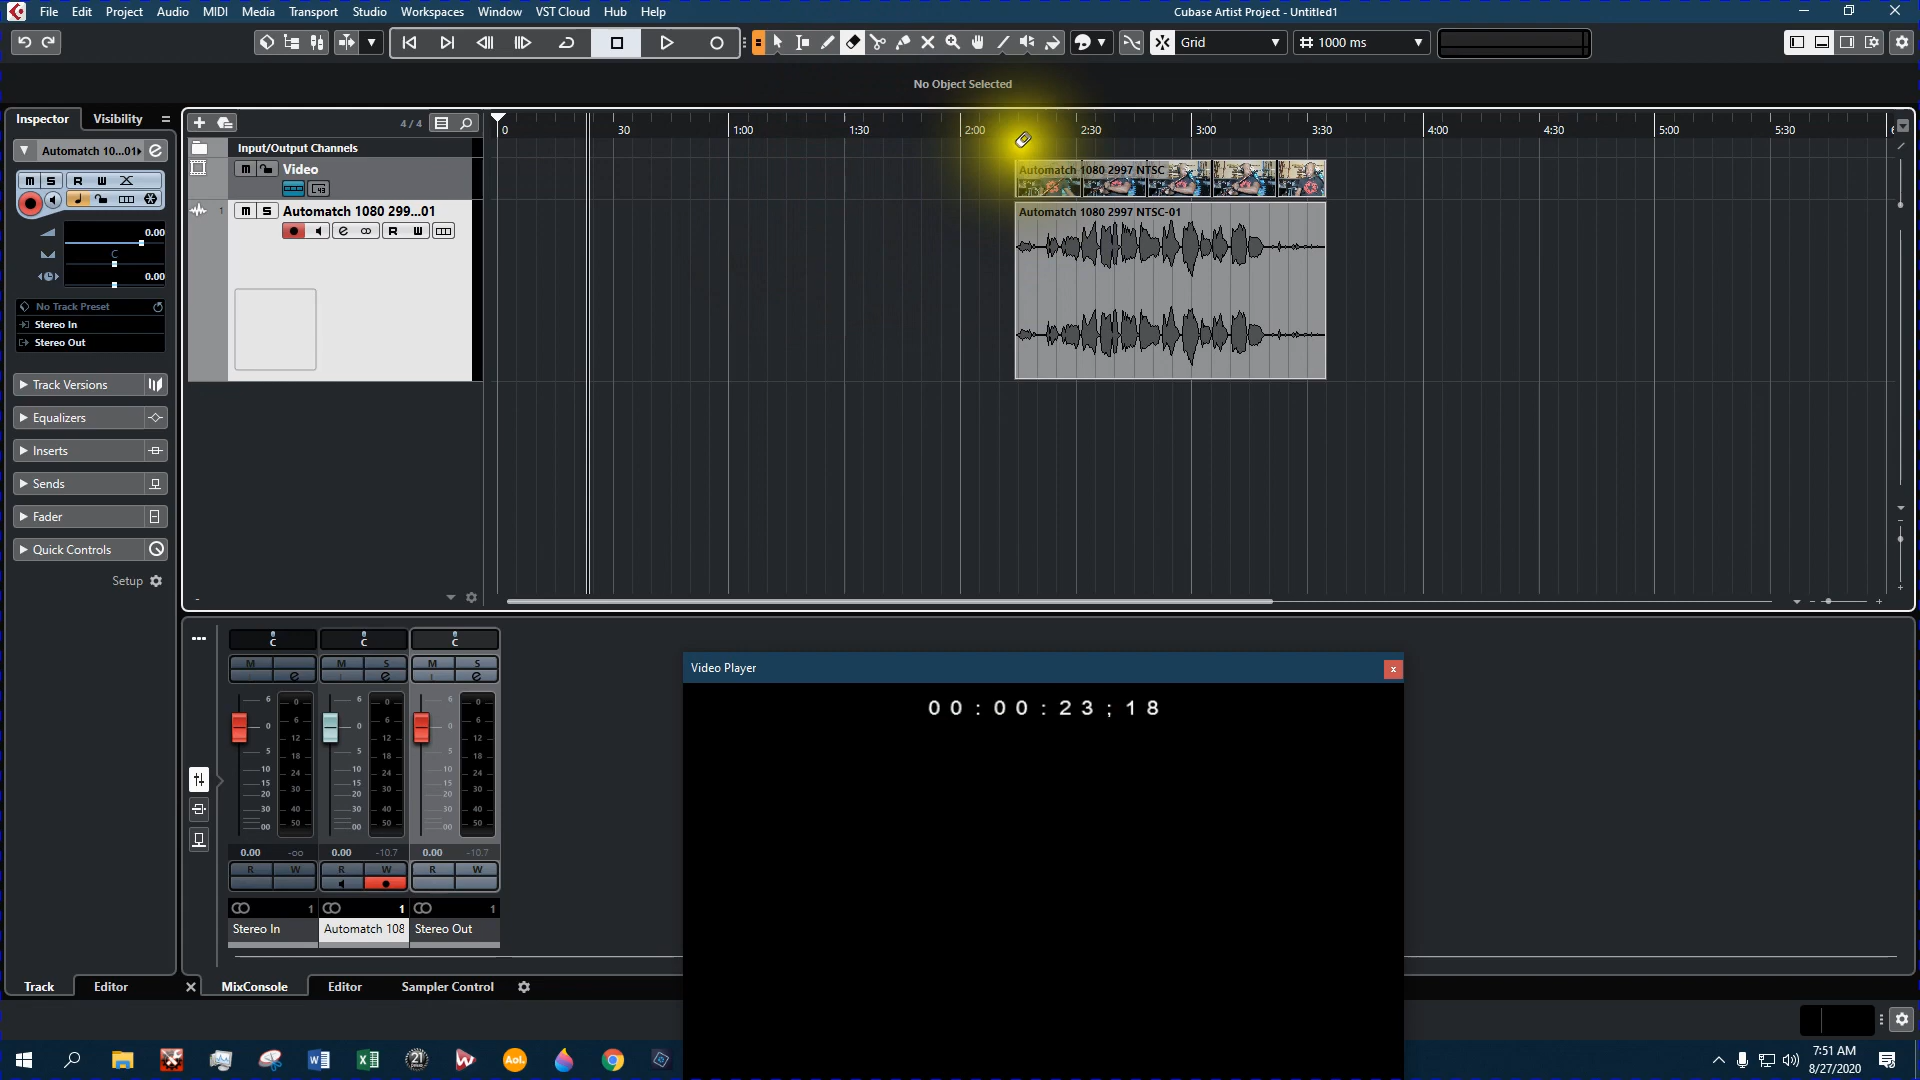 File Edit Project Audio MIDI Media Transport Studio Workspaces Window VST Cloud Hub Help
Cubase Artist Project - Untitled1
Grid
1000 ms
No Object Selected
Inspector Visibility
4 / 4
0 30 1:00 1:30 2:00 2:30 3:00 3:30 4:00 4:30 5:00 5:30
Input/Output Channels
Automatch 10...01
m Video
Automatch 1080 2997 NTSC
m S R W
1 m S Automatch 1080 299...01
Automatch 1080 2997 NTSC-01
R W
0.00
C
0.00
No Track Preset
Stereo In
Stereo Out
Track Versions
Equalizers
Inserts
Sends
Fader
Quick Controls
Setup
C C C
M M S M S
6 0 6 0 6 0
0 6 0 6 0 6
12 12 12
5 18 5 18 5 18
10 24 10 24 10 24
15 30 15 30 15 30
20 20 20
30 40 30 40 30 40
00 50 00 50 00 50
0.00 -oo 0.00 -10.7 0.00 -10.7
R W R W R W
1 1 1
Stereo In Automatch 108 Stereo Out
Video Player
x
00:00:23;18
Track Editor
MixConsole Editor Sampler Control
AOL.
21
7:51 AM
8/27/2020